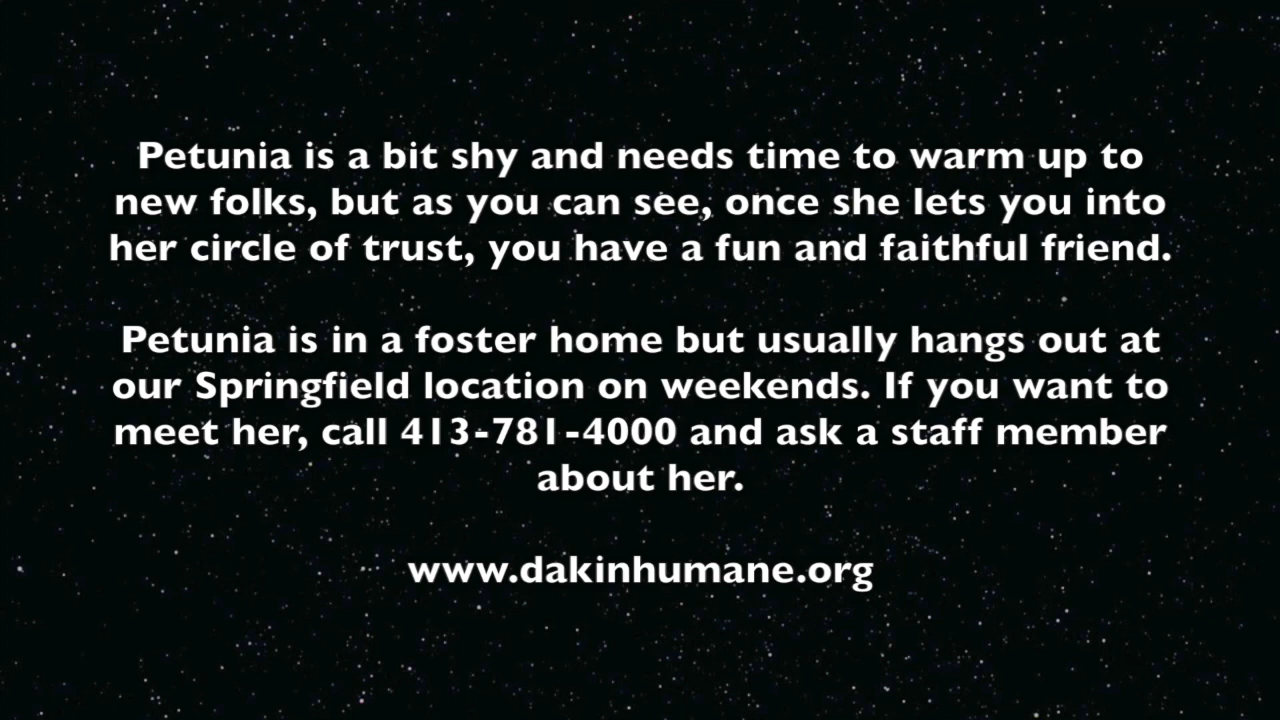 Petunia is a bit shy and needs time to warm up to
new folks, but as you can see, once she lets you into
her circle of trust, you have a fun and faithful friend.
Petunia is in a foster home but usually hangs out at
our Springfield location on weekends. If you want to
meet her, call 413-781-4000 and ask a staff member
about her.
www.dakinhumane.org